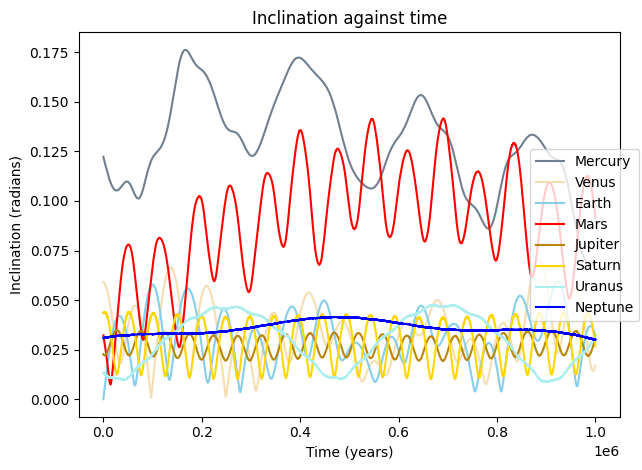 Inclination against time
Inclination (radians)
0.175
0.150
0.125
0.100
0.075
0.050
0.025
0.000
Mercury
Venus
Earth
Mars
Jupiter
Saturn
Uranus
Neptune
0.0 0.2 0.4 0.6 0.8 1.0
1e6
Time (years)